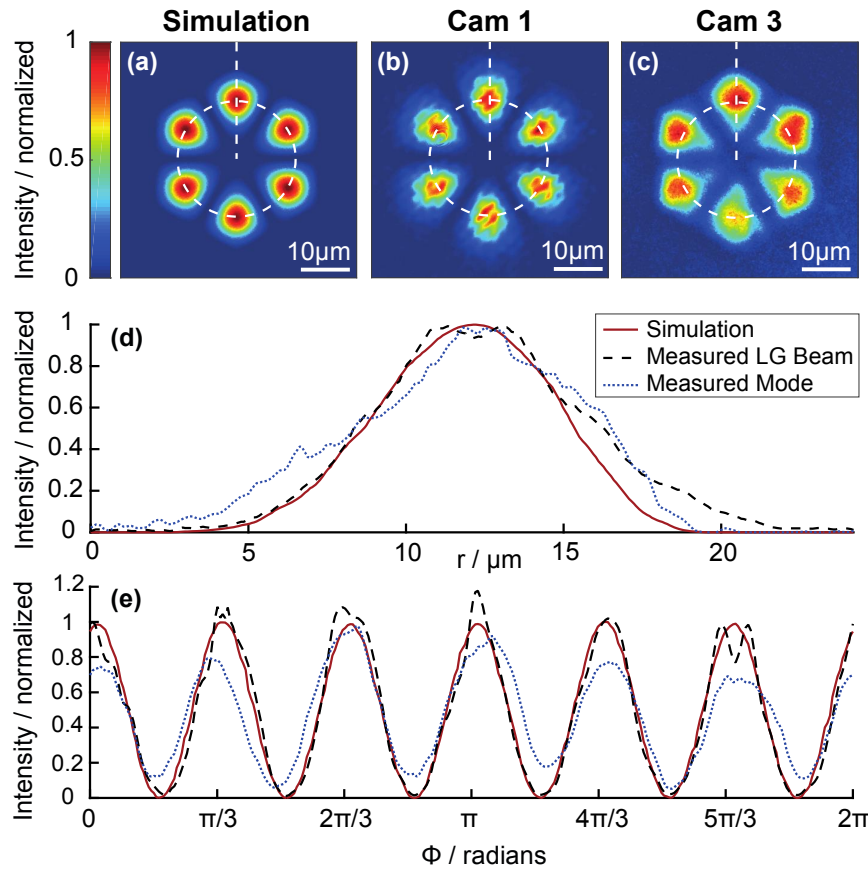 Simulation Cam 1 Cam 3
Intensity / normalized
1
0.5
0
(a)
10μm
(b)
10μm
(c)
10μm
Intensity / normalized
1
0.8
0.6
0.4
0.2
0
(d)
Simulation
Measured LG Beam
Measured Mode
0 5 10 15 20
r / μm
Intensity / normalized
1.2
1
0.8
0.6
0.4
0.2
0
(e)
0 π/3 2π/3 π 4π/3 5π/3 2π
Φ / radians